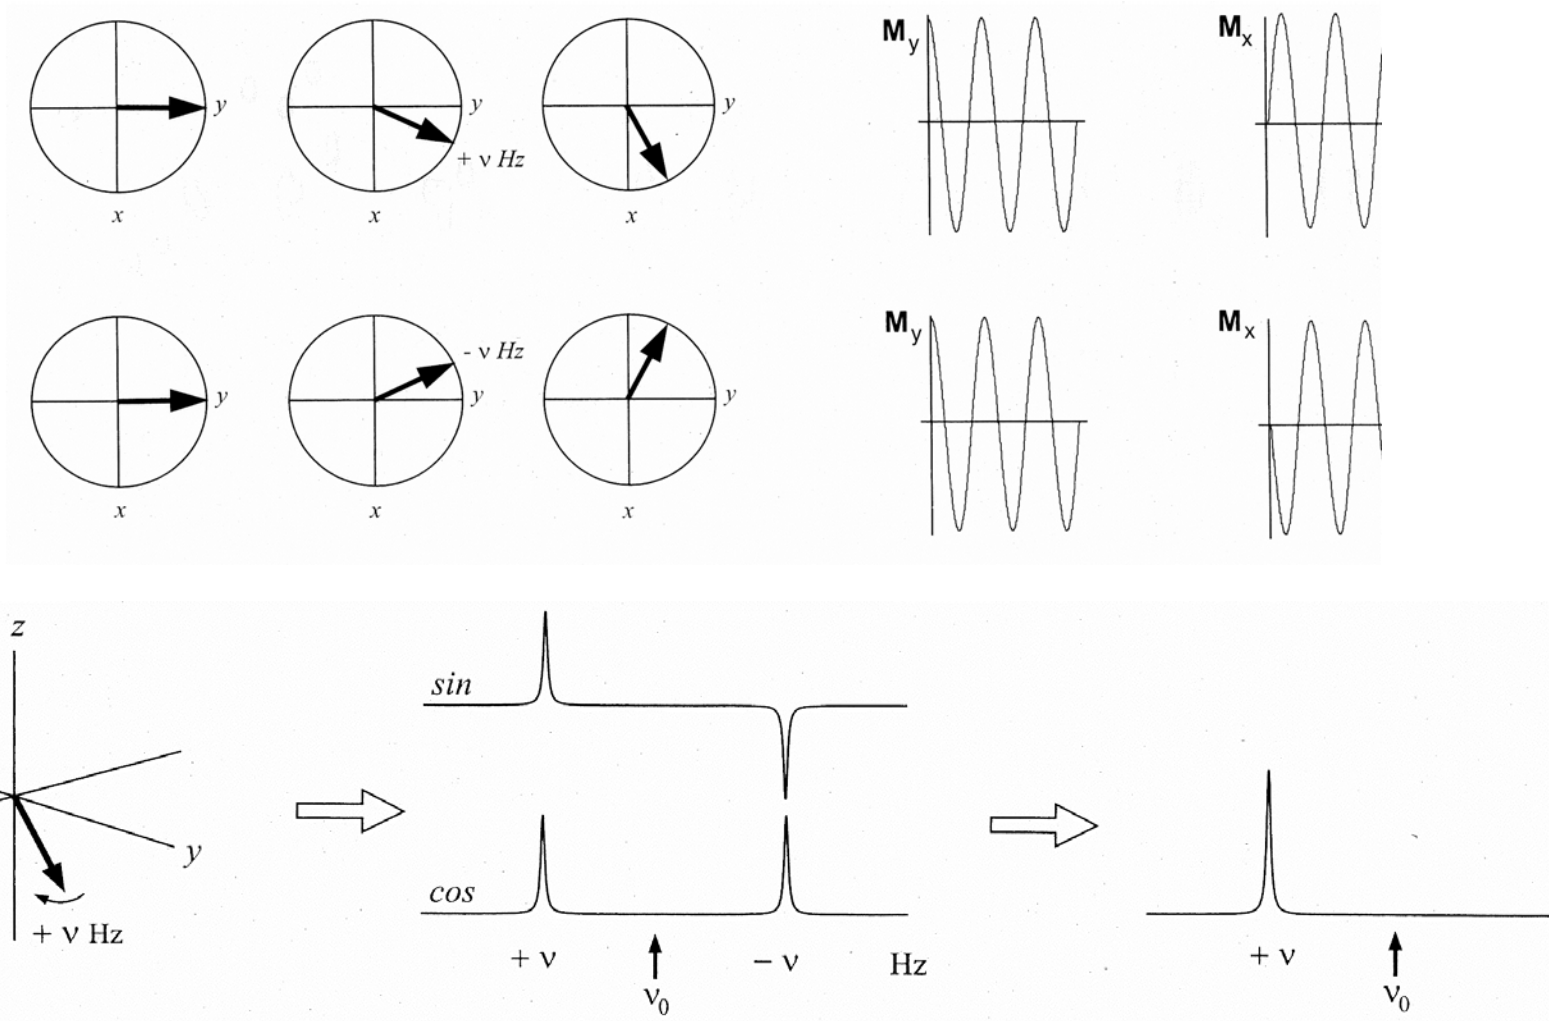 M_y
M_x
y
y
y
+ ν Hz
x
x
x
M_y
M_x
- ν Hz
y
y
y
x
x
x
z
sin
y
cos
+ ν Hz
+ ν
- ν
Hz
ν_0
+ ν
ν_0